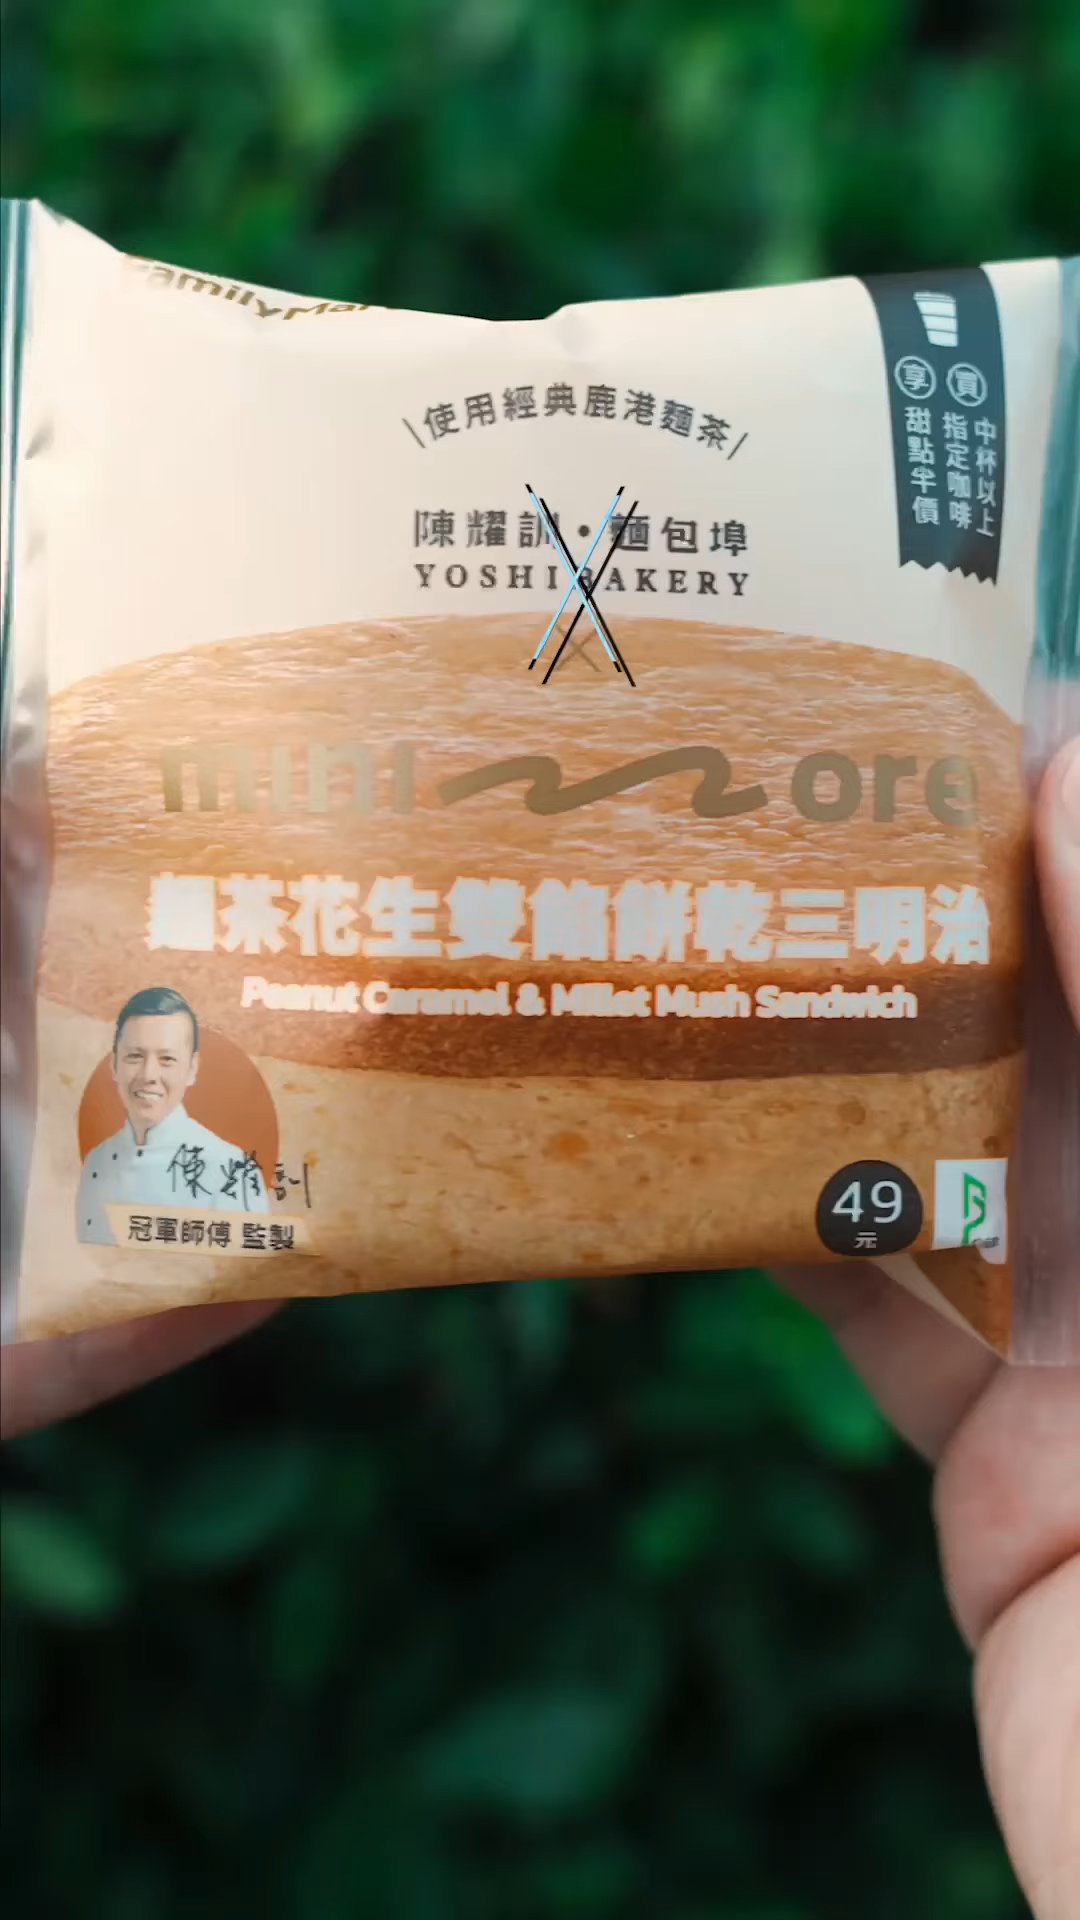 FamilyMart
\使用經典鹿港麵茶/
陳耀訓·麵包埠
YOSHI BAKERY
×
mini more
麵茶花生雙餡餅乾三明治
Peanut Caramel & Millet Mush Sandwich
買
中杯以上
指定咖啡
享
甜點半價
陳耀訓
冠軍師傅 監製
49
元